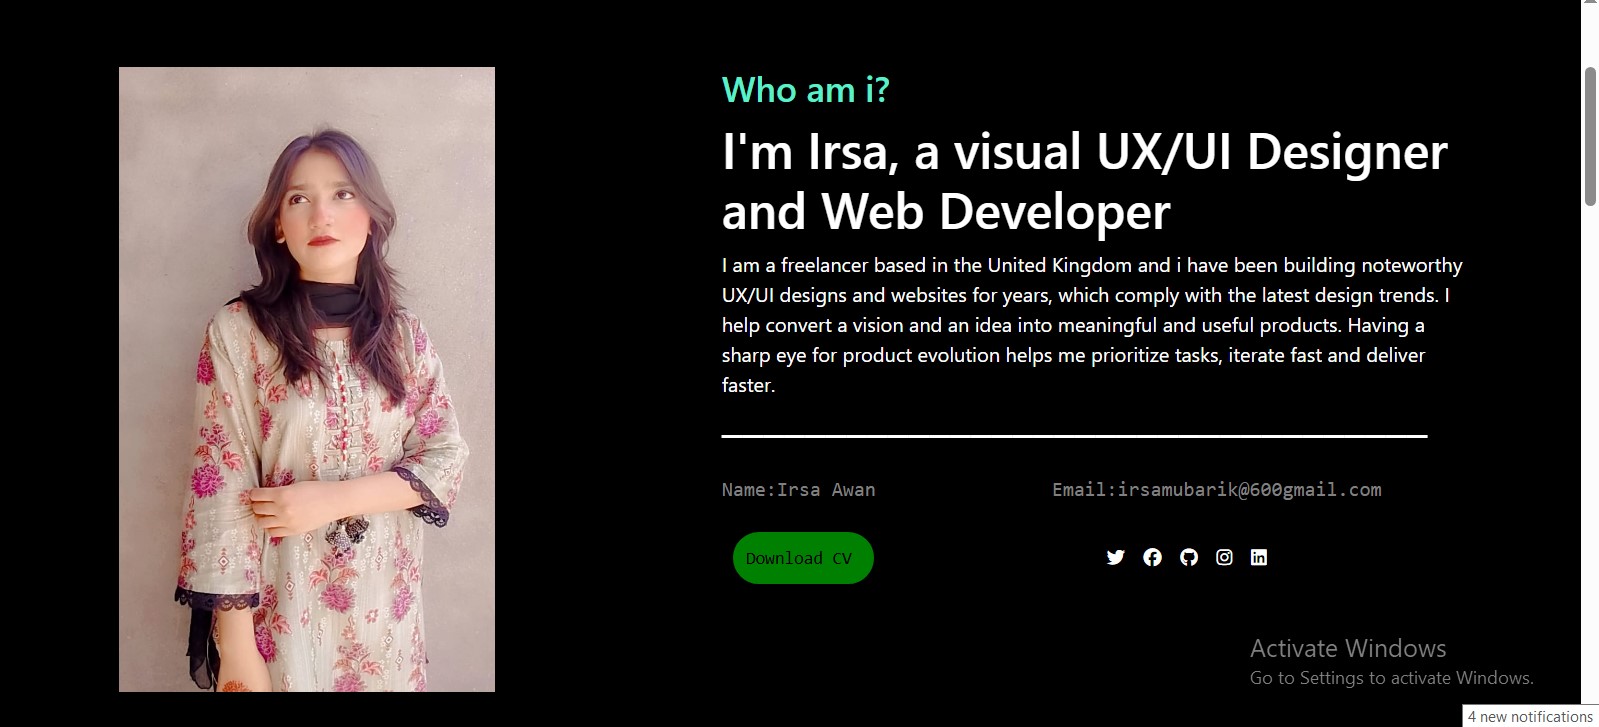 Who am i?
I'm Irsa, a visual UX/UI Designer
and Web Developer
I am a freelancer based in the United Kingdom and i have been building noteworthy
UX/UI designs and websites for years, which comply with the latest design trends. I
help convert a vision and an idea into meaningful and useful products. Having a
sharp eye for product evolution helps me prioritize tasks, iterate fast and deliver
faster.
Name:Irsa Awan
Email:irsamubarik@600gmail.com
Download CV
Activate Windows
Go to Settings to activate Windows.
4 new notifications